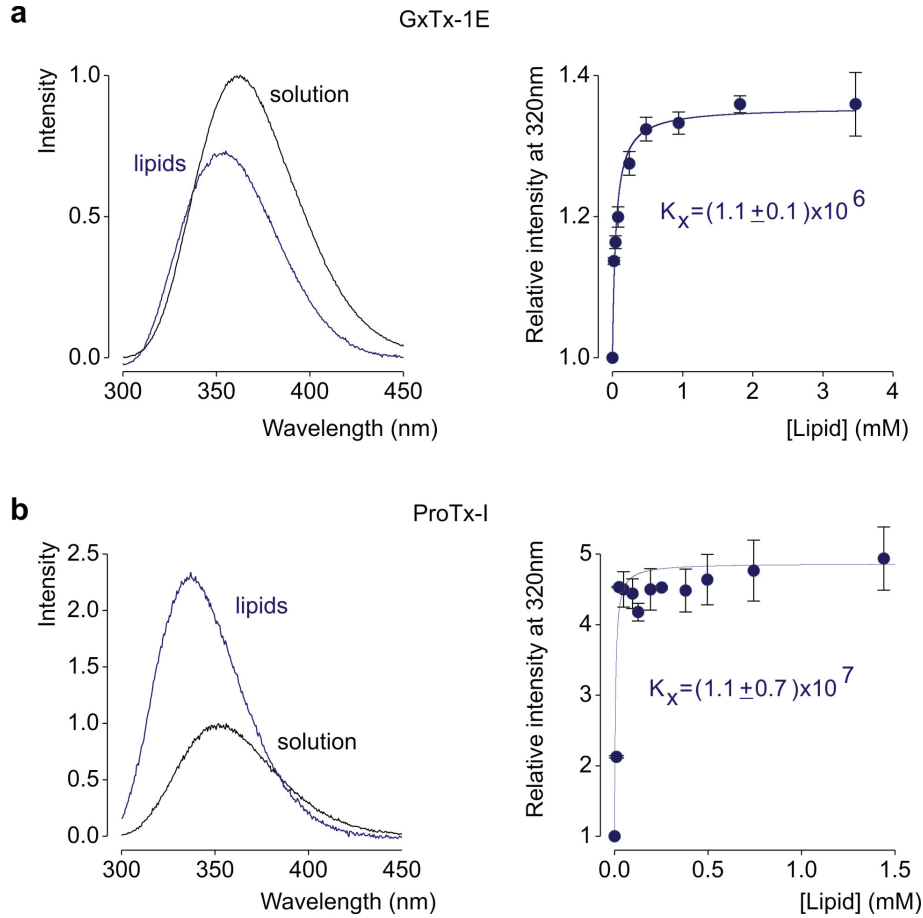 a
GxTx-1E
Intensity
1.0
0.5
0.0
solution
lipids
300
350
400
450
Wavelength (nm)
Relative intensity at 320nm
1.4
1.2
1.0
Kx=(1.1±0.1)x10^6
0
1
2
3
4
[Lipid] (mM)
b
ProTx-I
Intensity
2.5
2.0
1.5
1.0
0.5
0.0
lipids
solution
300
350
400
450
Wavelength (nm)
Relative intensity at 320nm
5
4
3
2
1
Kx=(1.1±0.7)x10^7
0.0
0.5
1.0
1.5
[Lipid] (mM)